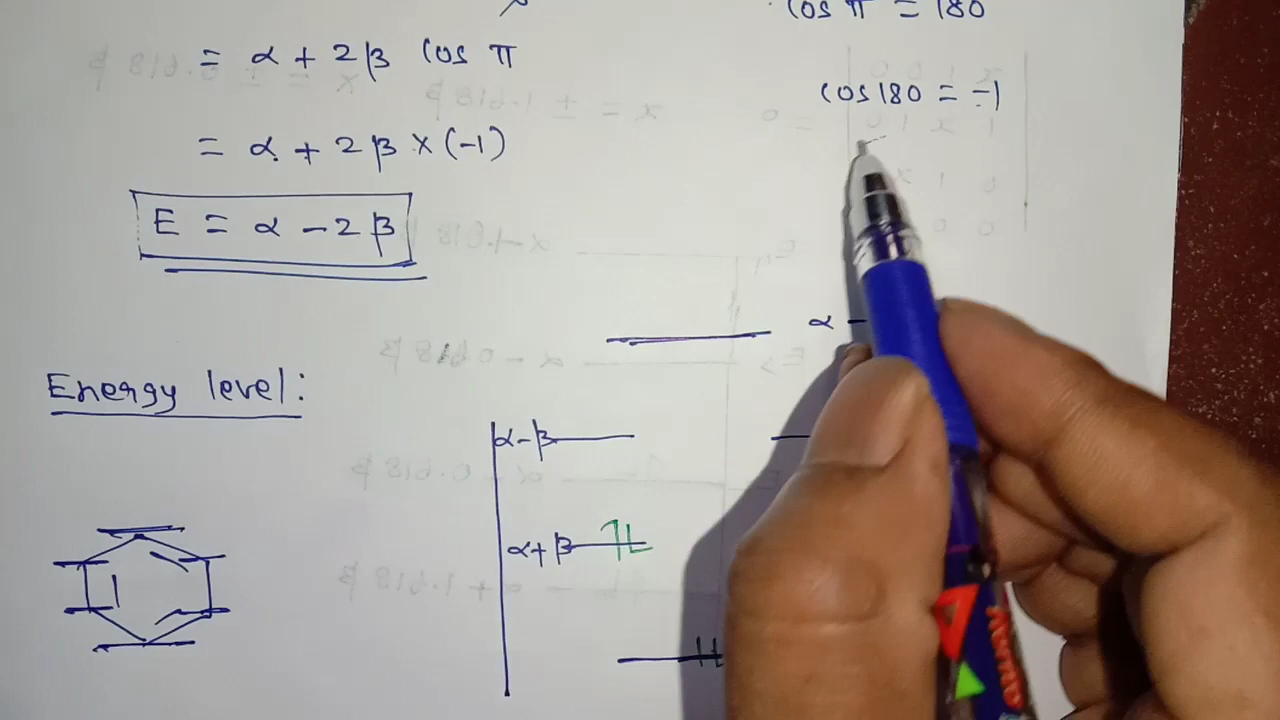 cos π = 180
= α + 2β cos π
cos 180 = -1
= α + 2β × (-1)
E = α - 2β
α
Energy level:
α-β
α+β